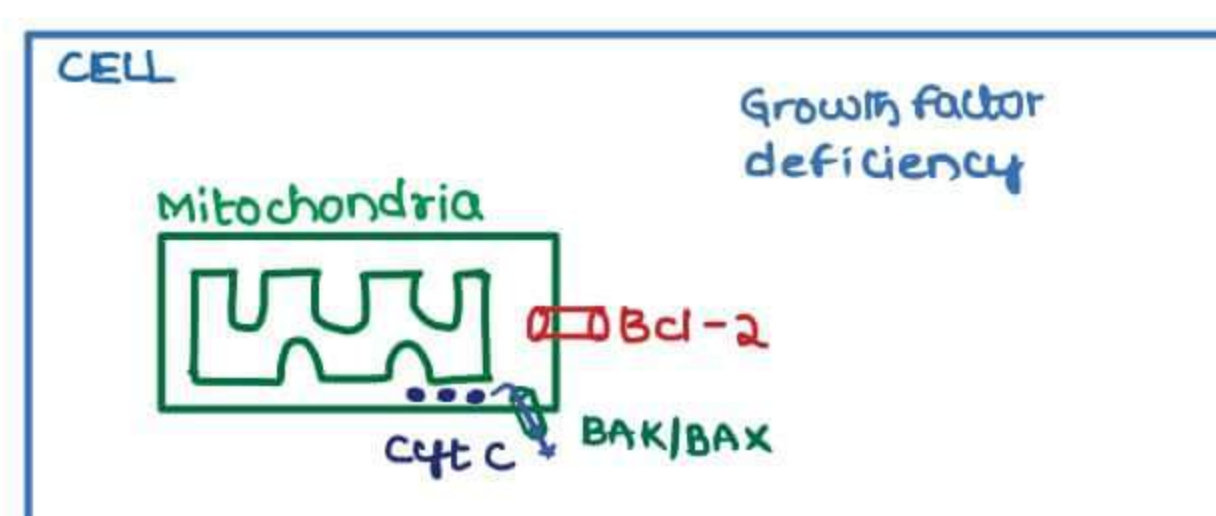 CELL
Growth factor
deficiency
Mitochondria
Bcl-2
BAK/BAX
Cyt C